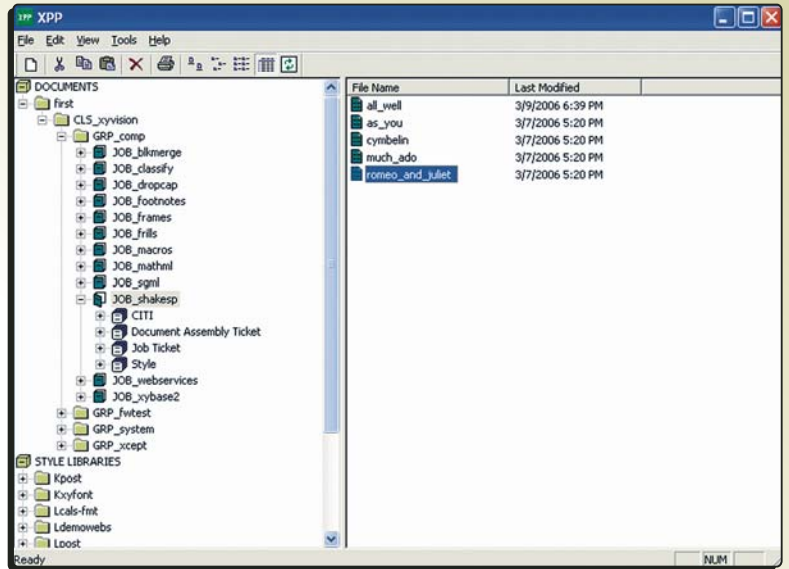 XPP XPP
File Edit View Tools Help
DOCUMENTS
first
CLS_xyvision
GRP_comp
JOB_blkmerge
JOB_classify
JOB_dropcap
JOB_footnotes
JOB_frames
JOB_frills
JOB_macros
JOB_mathml
JOB_sgml
JOB_shakesp
CITI
Document Assembly Ticket
Job Ticket
Style
JOB_webservices
JOB_xybase2
GRP_fwtest
GRP_system
GRP_xcept
STYLE LIBRARIES
Kpost
Kxyfont
Lcals-fmt
Ldemowebs
Lpost
File Name Last Modified
all_well 3/9/2006 6:39 PM
as_you 3/7/2006 5:20 PM
cymbelin 3/7/2006 5:20 PM
much_ado 3/7/2006 5:20 PM
romeo_and_juliet 3/7/2006 5:20 PM
Ready NUM